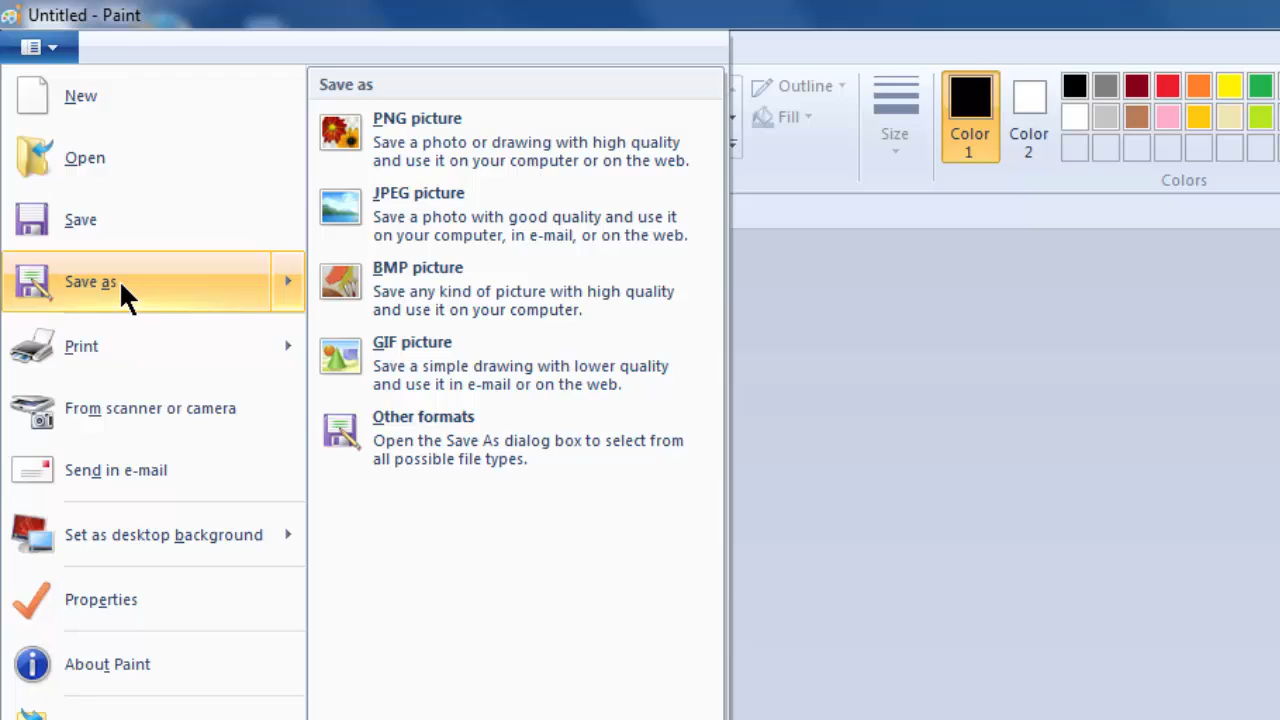 Untitled - Paint
New
Open
Save
Save as
Print
From scanner or camera
Send in e-mail
Set as desktop background
Properties
About Paint
Save as
PNG picture
Save a photo or drawing with high quality
and use it on your computer or on the web.
JPEG picture
Save a photo with good quality and use it
on your computer, in e-mail, or on the web.
BMP picture
Save any kind of picture with high quality
and use it on your computer.
GIF picture
Save a simple drawing with lower quality
and use it in e-mail or on the web.
Other formats
Open the Save As dialog box to select from
all possible file types.
Outline
Fill
Size
Color
1
Color
2
Colors